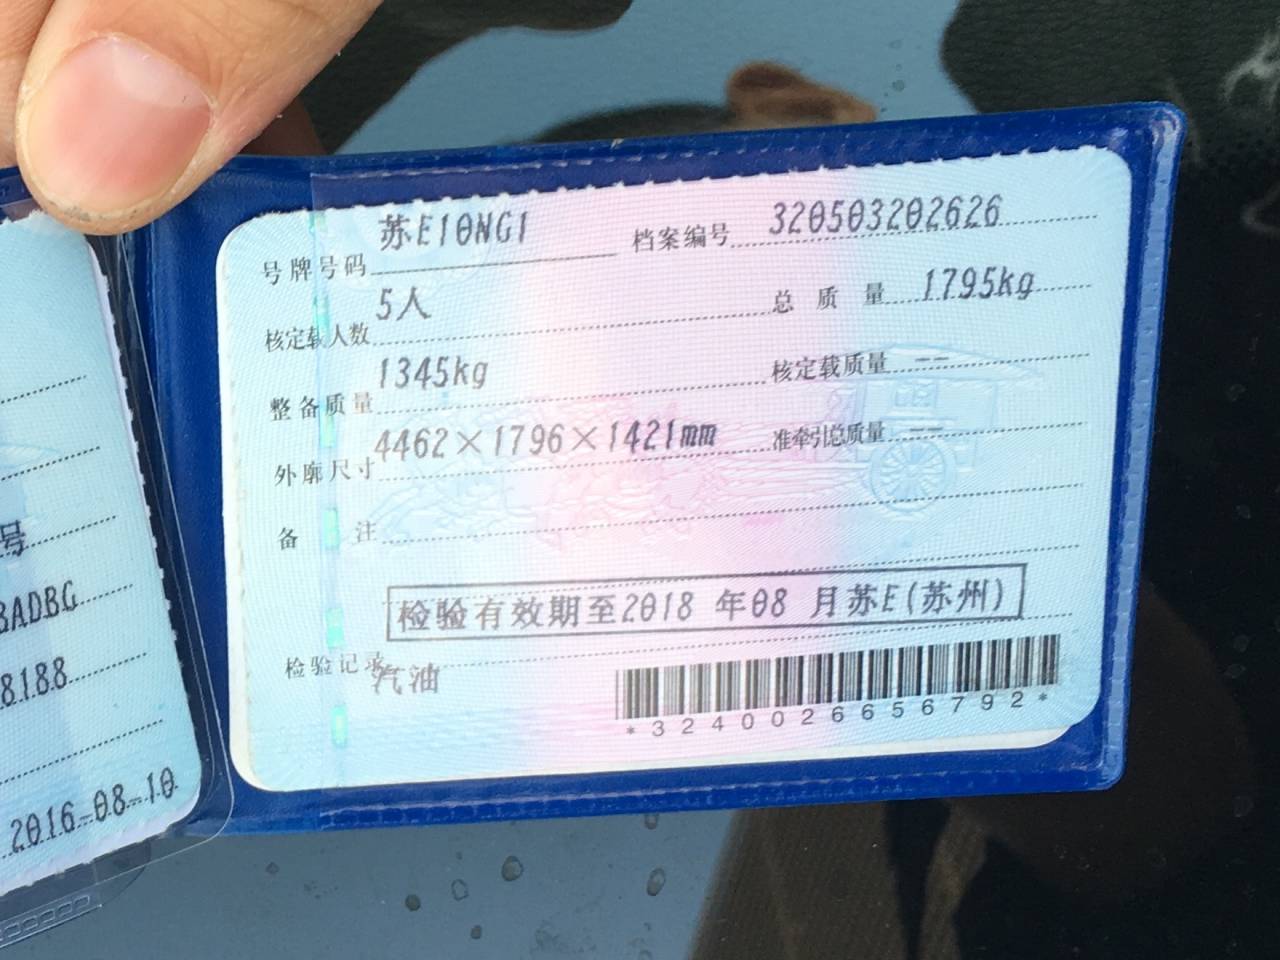 号牌号码 苏E10NG1 档案编号 320503202626
核定载人数 5人 总质量 1795kg
整备质量 1345kg 核定载质量 --
外廓尺寸 4462×1796×1421mm 准牵引总质量 --
备注
检验有效期至2018 年08 月苏E(苏州)
检验记录 汽油
*3240026656792*
号
BADBG
8188
2016-08-10